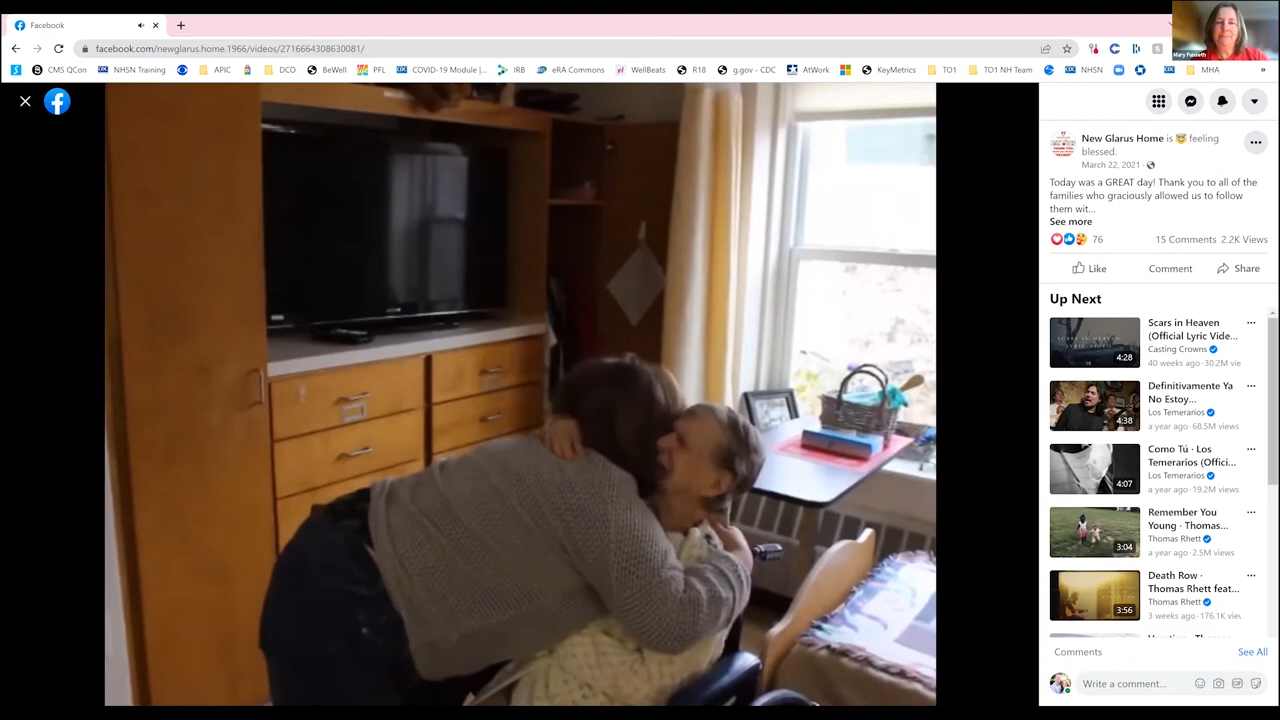 Facebook
facebook.com/newglarus.home.1966/videos/2716664308630081/
CMS QCon
NHSN Training
APIC
DCO
BeWell
PFL
COVID-19 Module |...
LAB
eRA Commons
WellBeats
R18
g.gov - CDC
AtWork
KeyMetrics
TO1
TO1 NH Team
NHSN
MHA
»
New Glarus Home is feeling
blessed.
March 22, 2021 ·
Today was a GREAT day! Thank you to all of the
families who graciously allowed us to follow
them wit...
See more
76
15 Comments 2.2K Views
Like
Comment
Share
Up Next
Scars in Heaven
(Official Lyric Vide...
Casting Crowns
40 weeks ago · 30.2M vie
4:28
Definitivamente Ya
No Estoy...
Los Temerarios
a year ago · 68.5M views
4:38
Como Tú · Los
Temerarios (Offici...
Los Temerarios
a year ago · 19.2M views
4:07
Remember You
Young · Thomas...
Thomas Rhett
a year ago · 2.5M views
3:04
Death Row ·
Thomas Rhett feat...
Thomas Rhett
3 weeks ago · 176.1K view
3:56
Comments
See All
Write a comment...